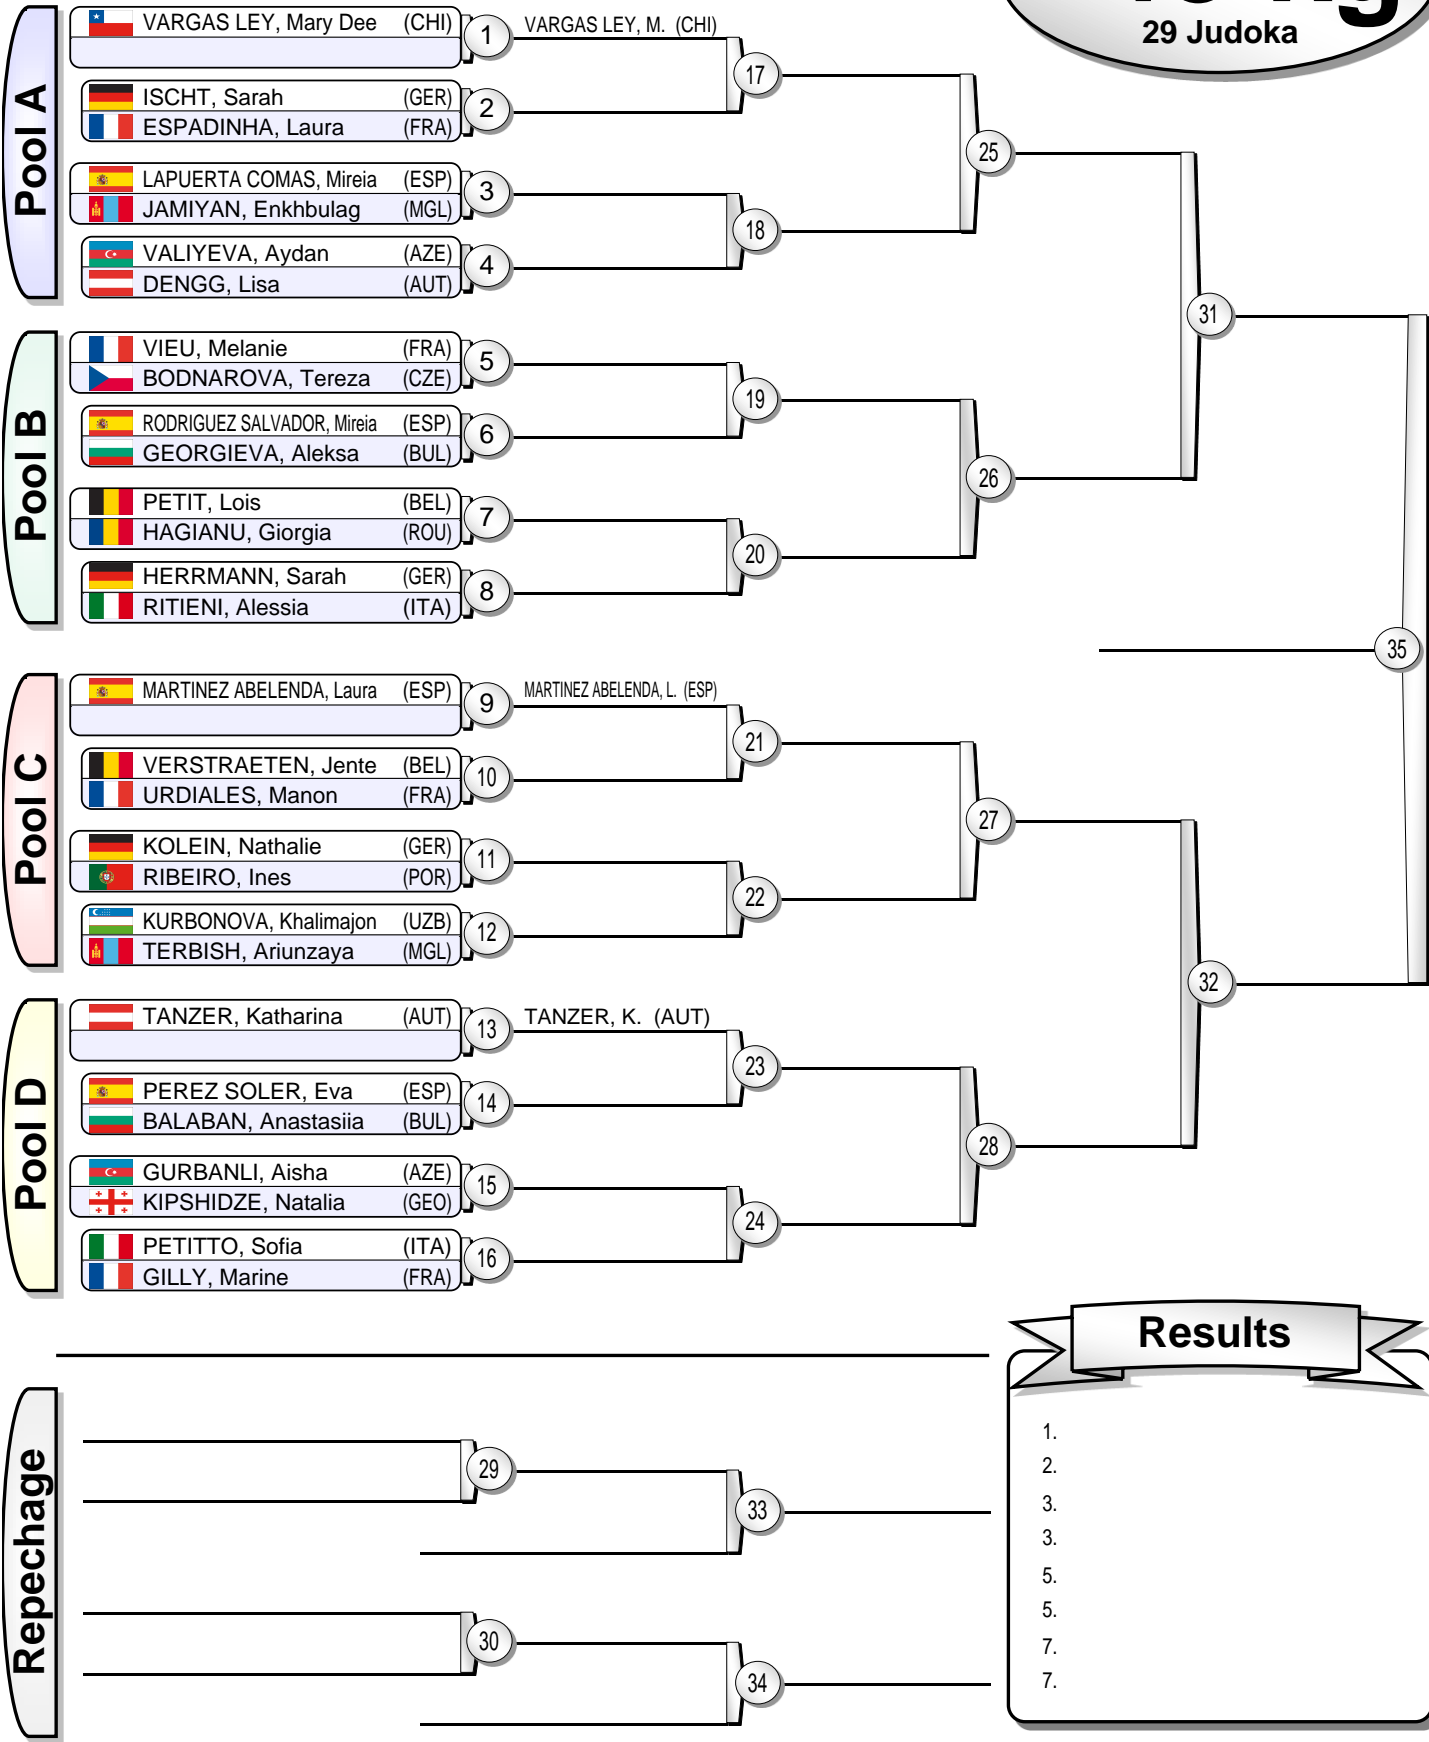 29 Judoka
Pool A
VARGAS LEY, Mary Dee (CHI)
1
VARGAS LEY, M. (CHI)
17
ISCHT, Sarah (GER)
2
ESPADINHA, Laura (FRA)
25
LAPUERTA COMAS, Mireia (ESP)
3
JAMIYAN, Enkhbulag (MGL)
18
VALIYEVA, Aydan (AZE)
4
DENGG, Lisa (AUT)
31
Pool B
VIEU, Melanie (FRA)
5
BODNAROVA, Tereza (CZE)
19
RODRIGUEZ SALVADOR, Mireia (ESP)
6
GEORGIEVA, Aleksa (BUL)
26
PETIT, Lois (BEL)
7
HAGIANU, Giorgia (ROU)
20
HERRMANN, Sarah (GER)
8
RITIENI, Alessia (ITA)
35
Pool C
MARTINEZ ABELENDA, Laura (ESP)
9
MARTINEZ ABELENDA, L. (ESP)
21
VERSTRAETEN, Jente (BEL)
10
URDIALES, Manon (FRA)
27
KOLEIN, Nathalie (GER)
11
RIBEIRO, Ines (POR)
22
KURBONOVA, Khalimajon (UZB)
12
TERBISH, Ariunzaya (MGL)
32
Pool D
TANZER, Katharina (AUT)
13
TANZER, K. (AUT)
23
PEREZ SOLER, Eva (ESP)
14
BALABAN, Anastasiia (BUL)
28
GURBANLI, Aisha (AZE)
15
KIPSHIDZE, Natalia (GEO)
24
PETITTO, Sofia (ITA)
16
GILLY, Marine (FRA)
Repechage
29
33
30
34
Results
1.
2.
3.
3.
5.
5.
7.
7.